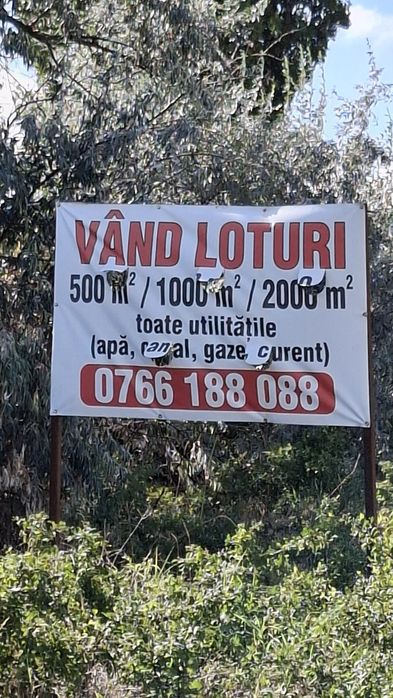 VÂND LOTURI
500 m² / 1000 m² / 2000 m²
toate utilitățile
(apă, canal, gaze, curent)
0766 188 088